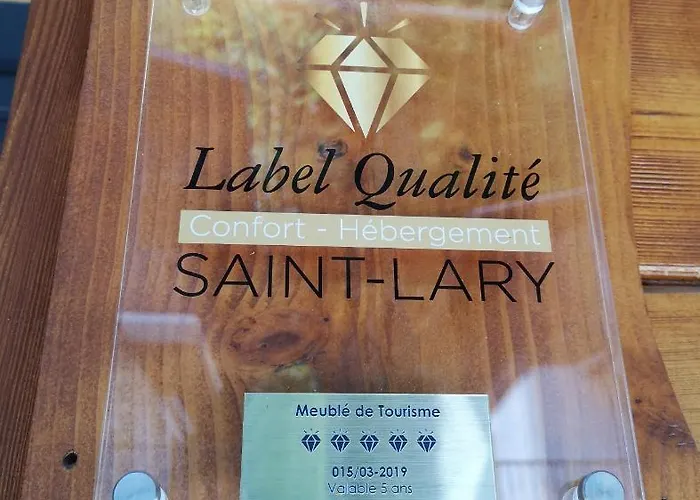 Label Qualité
Confort - Hébergement
SAINT-LARY
Meublé de Tourisme
015/03-2019
Valable 5 ans